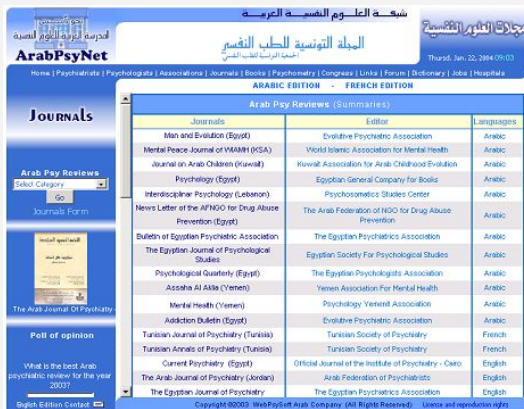 شبكة العلوم النفسية العربية
ArabPsyNet
المجلة التونسية للطب النفسي
Thursd. Jan. 22, 2004 09:03
Home | Psychiatrists | Psychologists | Associations | Journals | Books | Psychometry | Congress | Links | Forum | Dictionary | Jobs | Hospitals
ARABIC EDITION - FRENCH EDITION
JOURNALS
Arab Psy Reviews
Select Category
Go
Journals Form
The Arab Journal Of Psychiatry
Poll of opinion
What is the best Arab
psychiatric review for the year
2003?
English Edition Contact
Arab Psy Reviews (Summaries)
Journals Editor Languages
Man and Evolution (Egypt) Evolutive Psychiatric Association Arabic
Mental Peace Journal of WIAMH (KSA) World Islamic Association for Mental Health Arabic
Journal on Arab Children (Kuwait) Kuwait Association for Arab Childhood Evolution Arabic
Psychology (Egypt) Egyptian General Company for Books Arabic
Interdisciplinar Psychology (Lebanon) Psychosomatics Studies Center Arabic
News Letter of the AFNGO for Drug Abuse
Prevention (Egypt) The Arab Federation of NGO for Drug Abuse
Prevention Arabic
Bulletin of Egyptian Psychiatric Association The Egyptian Psychiatrics Association Arabic
The Egyptian Journal of Psychological
Studies Egyptian Society For Psychological Studies Arabic
Psychological Quarterly (Egypt) The Egyptian Psychologists Association Arabic
Assaha Al Aklia (Yemen) Yemen Association For Mental Health Arabic
Mental Health (Yemen) Psychology Yemenit Association Arabic
Addiction Bulletin (Egypt) Evolutive Psychiatric Association Arabic
Tunisian Journal of Psychiatry (Tunisia) Tunisian Society of Psychiatry French
Tunisian Annals of Psychiatry (Tunisia) Tunisian Society of Psychiatry French
Current Psychiatry (Egypt) Official Journal of the Institute of Psychiatry - Cairo English
The Arab Journal of Psychiatry (Jordan) Arab Federation of Psychiatrists English
The Egyptian Journal of Psychiatry The Egyptian Psychiatrics Association English
Copyright ©2003 WebPsySoft Arab Company (All Rights Reserved) License and reproduction rights